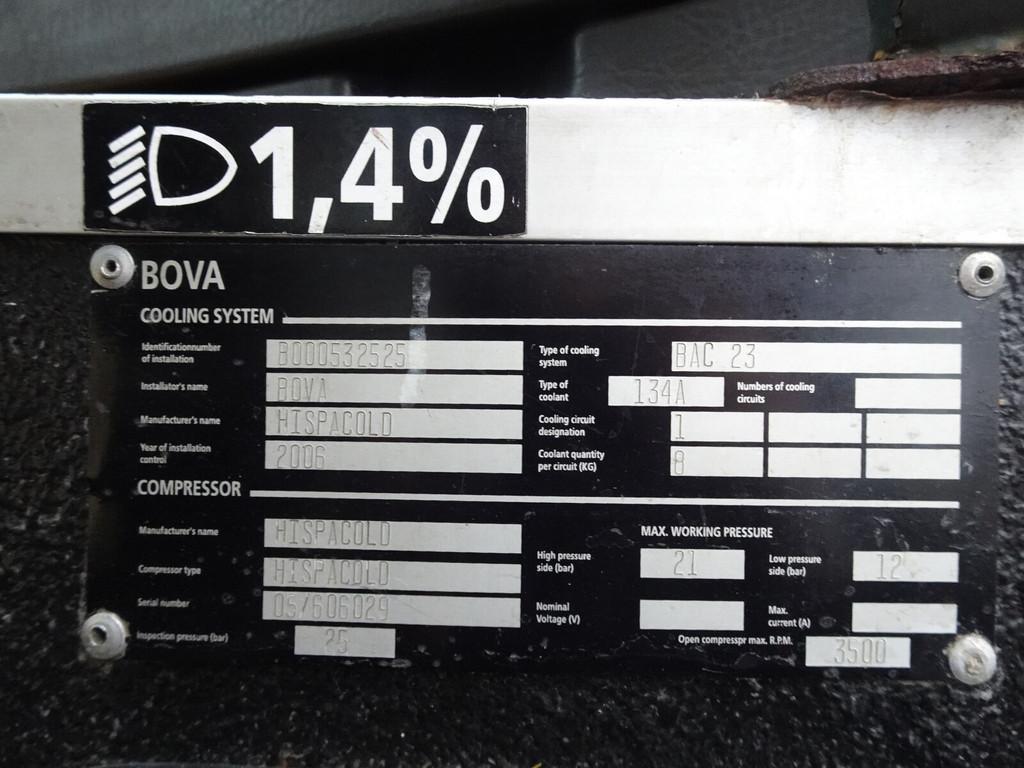 1,4%
BOVA
COOLING SYSTEM
Identificationnumber of installation B000532525 Type of cooling system BAC 23
Installator's name BOVA Type of coolant 134A Numbers of cooling circuits
Manufacturer's name HISPACOLD Cooling circuit designation 1
Year of installation control 2006 Coolant quantity per circuit (KG) 8
COMPRESSOR
Manufacturer's name HISPACOLD MAX. WORKING PRESSURE
Compressor type HISPACOLD High pressure side (bar) 21 Low pressure side (bar) 12
Serial number 05/606029 Nominal Voltage (V) Max. current (A)
Inspection pressure (bar) 25 Open compresspr max. R.P.M. 3500